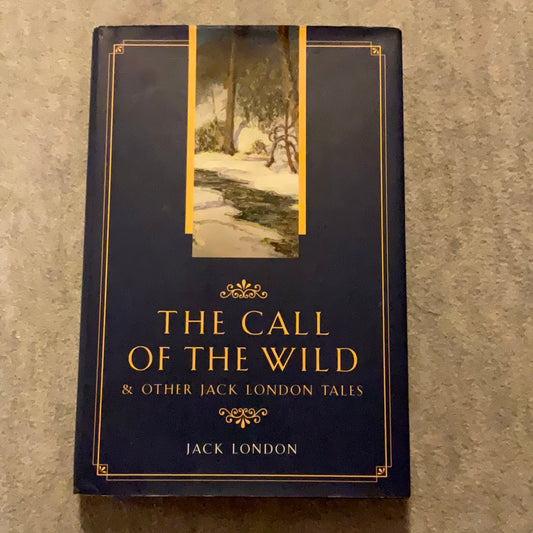 THE CALL
OF THE WILD
& OTHER JACK LONDON TALES
JACK LONDON